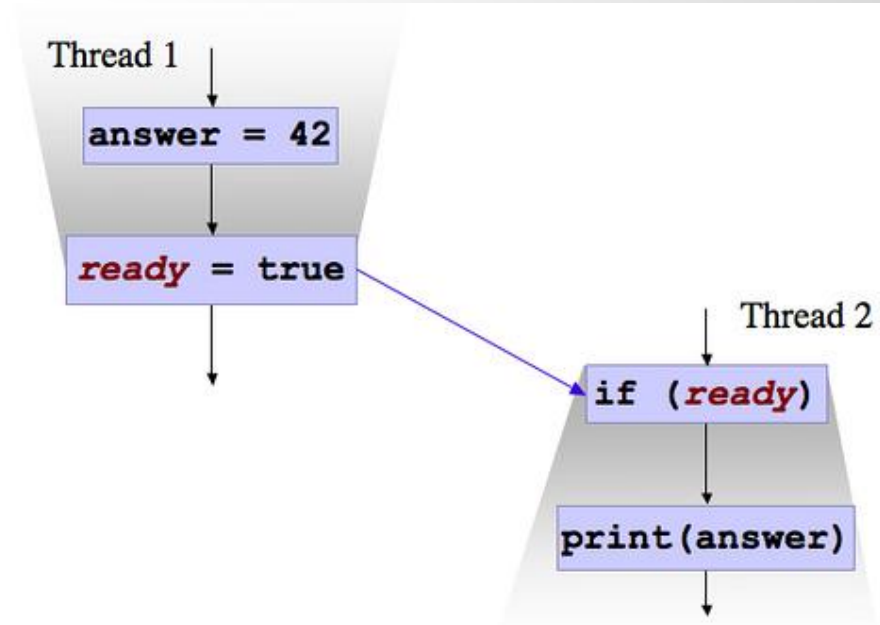 Thread 1
answer = 42
ready = true
Thread 2
if (ready)
print(answer)